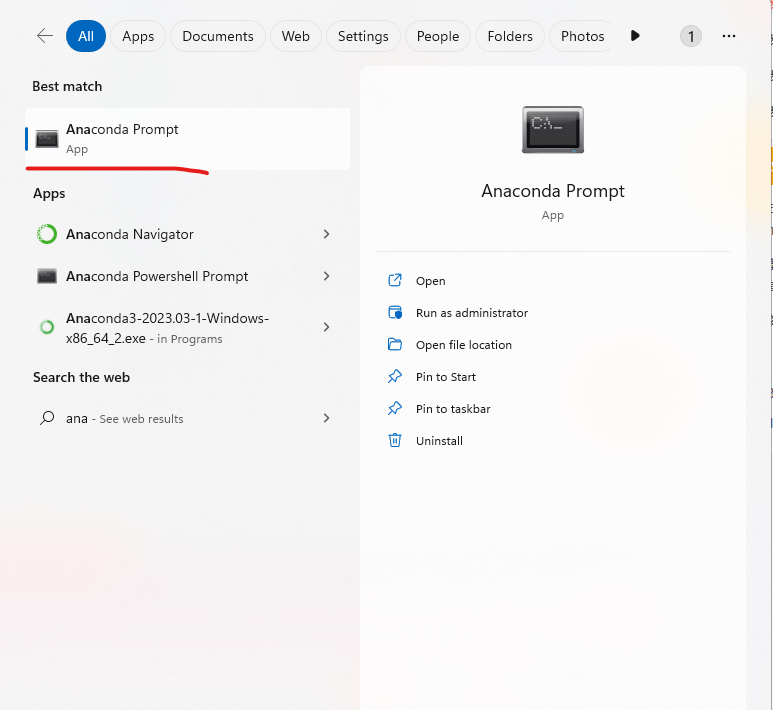 All Apps Documents Web Settings People Folders Photos 1
Best match
Anaconda Prompt
App
Apps
Anaconda Navigator
Anaconda Powershell Prompt
Anaconda3-2023.03-1-Windows-
x86_64_2.exe - in Programs
Search the web
ana - See web results
C:\_
Anaconda Prompt
App
Open
Run as administrator
Open file location
Pin to Start
Pin to taskbar
Uninstall